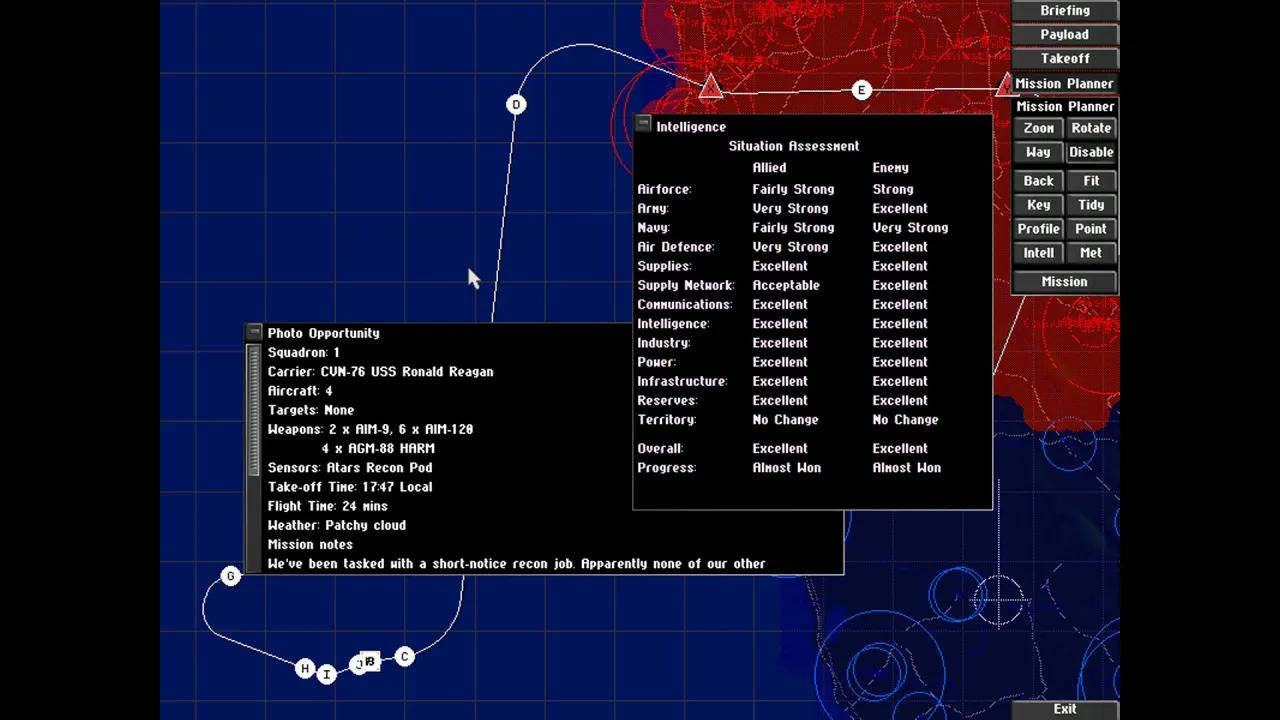 Briefing
Payload
Takeoff
Mission Planner
Mission Planner
Zoom Rotate
Way Disable
Back Fit
Key Tidy
Profile Point
Intell Met
Mission
D
E
Intelligence
Situation Assessment
Allied Enemy
Airforce: Fairly Strong Strong
Army: Very Strong Excellent
Navy: Fairly Strong Very Strong
Air Defence: Very Strong Excellent
Supplies: Excellent Excellent
Supply Network: Acceptable Excellent
Communications: Excellent Excellent
Intelligence: Excellent Excellent
Industry: Excellent Excellent
Power: Excellent Excellent
Infrastructure: Excellent Excellent
Reserves: Excellent Excellent
Territory: No Change No Change
Overall: Excellent Excellent
Progress: Almost Won Almost Won
Photo Opportunity
Squadron: 1
Carrier: CVN-76 USS Ronald Reagan
Aircraft: 4
Targets: None
Weapons: 2 x AIM-9, 6 x AIM-120
4 x AGM-88 HARM
Sensors: Atars Recon Pod
Take-off Time: 17:47 Local
Flight Time: 24 mins
Weather: Patchy cloud
Mission notes
We've been tasked with a short-notice recon job. Apparently none of our other
G
H I J C
Exit